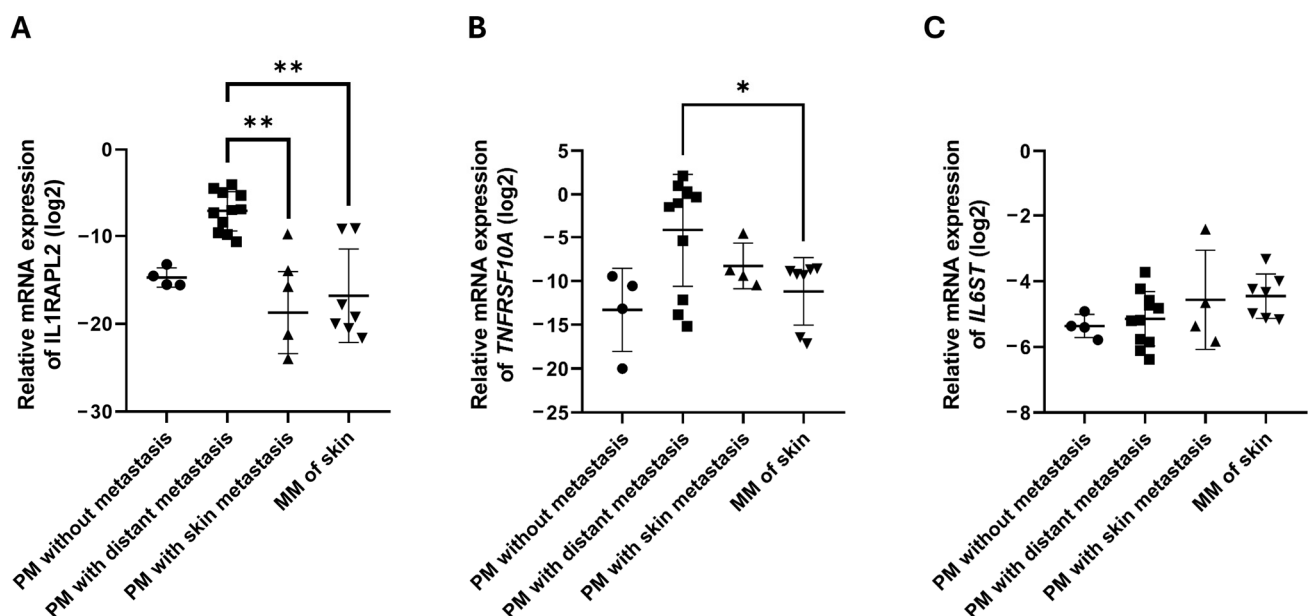 A
Relative mRNA expression
of IL1RAPL2 (log2)
**
**
0
−10
−20
−30
PM without metastasis
PM with distant metastasis
PM with skin metastasis
MM of skin
B
Relative mRNA expression
of TNFRSF10A (log2)
*
5
0
−5
−10
−15
−20
−25
PM without metastasis
PM with distant metastasis
PM with skin metastasis
MM of skin
C
Relative mRNA expression
of IL6ST (log2)
0
−2
−4
−6
−8
PM without metastasis
PM with distant metastasis
PM with skin metastasis
MM of skin